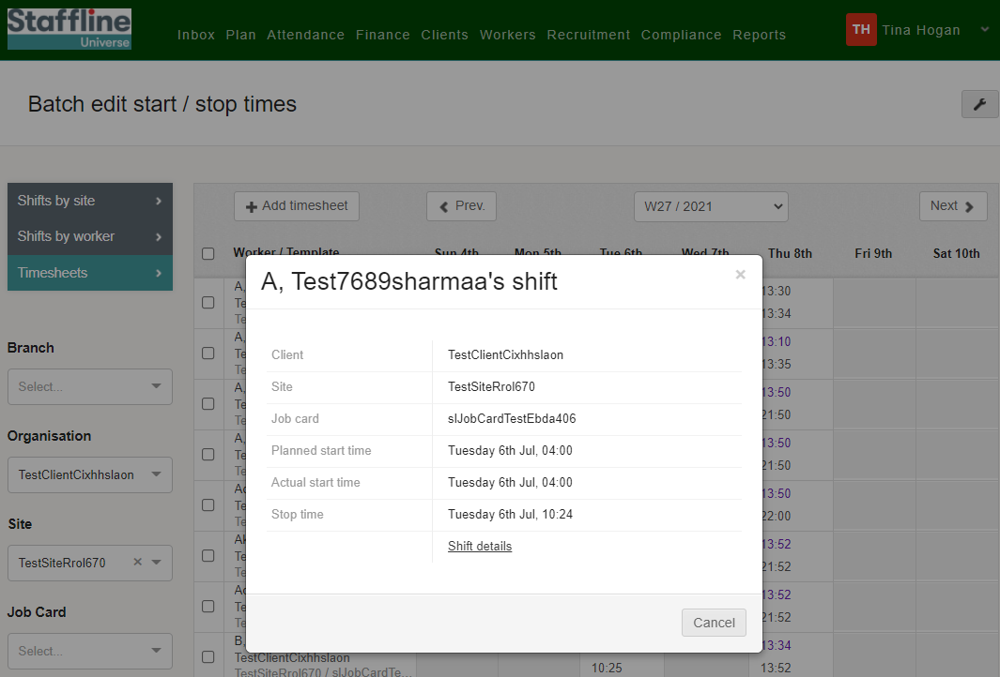 Staffline
Universe
Inbox Plan Attendance Finance Clients Workers Recruitment Compliance Reports
TH Tina Hogan
Batch edit start / stop times
Shifts by site
Shifts by worker
Timesheets
Branch
Select...
Organisation
TestClientCixhhslaon
Site
TestSiteRrol670
Job Card
Select...
Add timesheet
Prev.
W27 / 2021
Next
Worker / Template Sun 4th Mon 5th Tue 6th Wed 7th Thu 8th Fri 9th Sat 10th
A, Test7689sharmaa's shift
×
Client TestClientCixhhslaon
Site TestSiteRrol670
Job card slJobCardTestEbda406
Planned start time Tuesday 6th Jul, 04:00
Actual start time Tuesday 6th Jul, 04:00
Stop time Tuesday 6th Jul, 10:24
Shift details
Cancel
A, 13:30
Te 13:34
Te
A, 13:10
Te 13:35
Te
A, 13:50
Te 21:50
Te
A, 13:50
Te 21:50
Te
Ac 13:50
Te 22:00
Te
Ak 13:52
Te 21:52
Te
Ac 13:52
Te 21:52
Te
B, 13:34
TestClientCixhhslaon
10:25 13:52
TestSiteRrol670 / slJobCardTe...